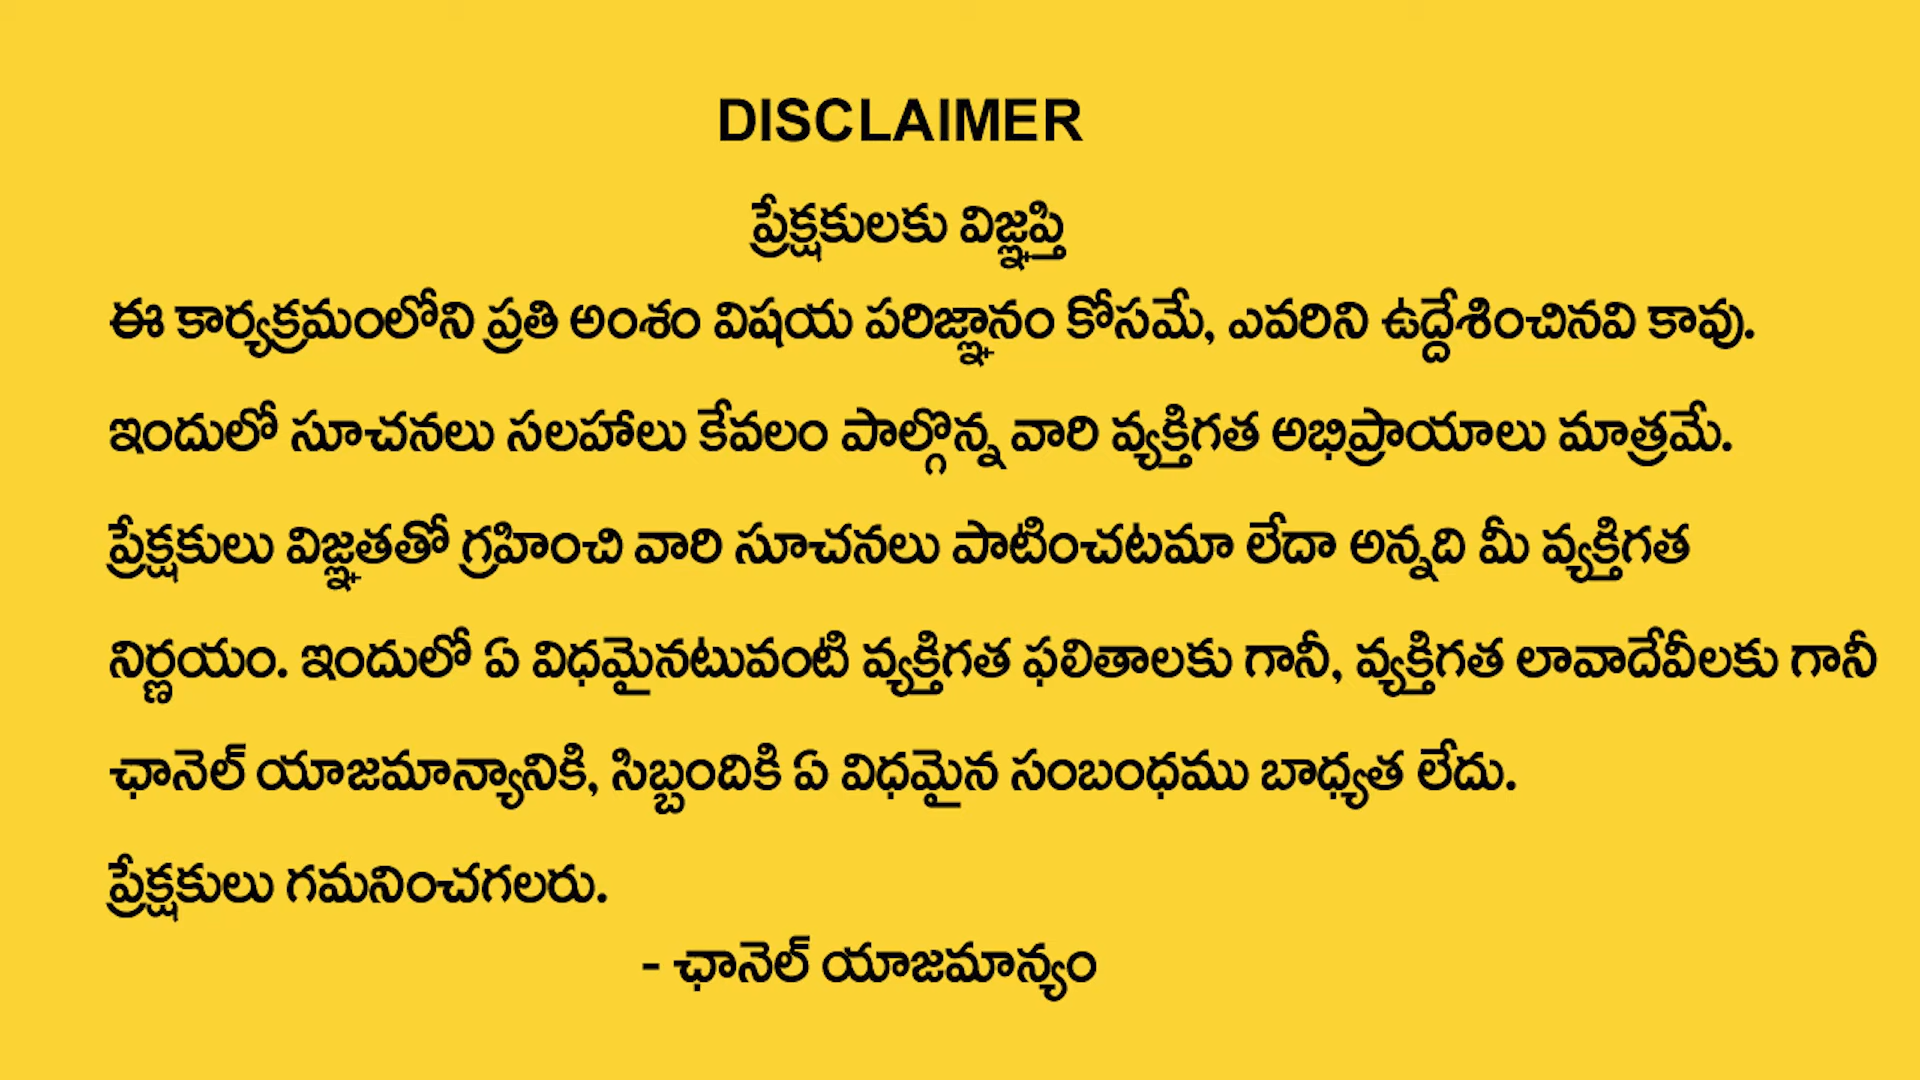 DISCLAIMER
ప్రేక్షకులకు విజ్ఞప్తి
ఈ కార్యక్రమంలోని ప్రతి అంశం విషయ పరిజ్ఞానం కోసమే, ఎవరిని ఉద్దేశించినవి కావు.
ఇందులో సూచనలు సలహాలు కేవలం పాల్గొన్న వారి వ్యక్తిగత అభిప్రాయాలు మాత్రమే.
ప్రేక్షకులు విజ్ఞతతో గ్రహించి వారి సూచనలు పాటించటమా లేదా అన్నది మీ వ్యక్తిగత
నిర్ణయం. ఇందులో ఏ విధమైనటువంటి వ్యక్తిగత ఫలితాలకు గానీ, వ్యక్తిగత లావాదేవీలకు గానీ
ఛానెల్ యాజమాన్యానికి, సిబ్బందికి ఏ విధమైన సంబంధము బాధ్యత లేదు.
ప్రేక్షకులు గమనించగలరు.
- ఛానెల్ యాజమాన్యం